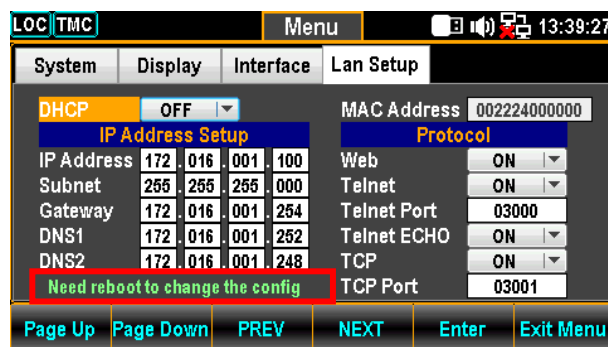 LOC TMC Menu 13:39:27
System Display Interface Lan Setup
DHCP OFF
IP Address Setup
IP Address 172 . 016 . 001 . 100
Subnet 255 . 255 . 255 . 000
Gateway 172 . 016 . 001 . 254
DNS1 172 . 016 . 001 . 252
DNS2 172 . 016 . 001 . 248
Need reboot to change the config
MAC Address 002224000000
Protocol
Web ON
Telnet ON
Telnet Port 03000
Telnet ECHO ON
TCP ON
TCP Port 03001
Page Up Page Down PREV NEXT Enter Exit Menu